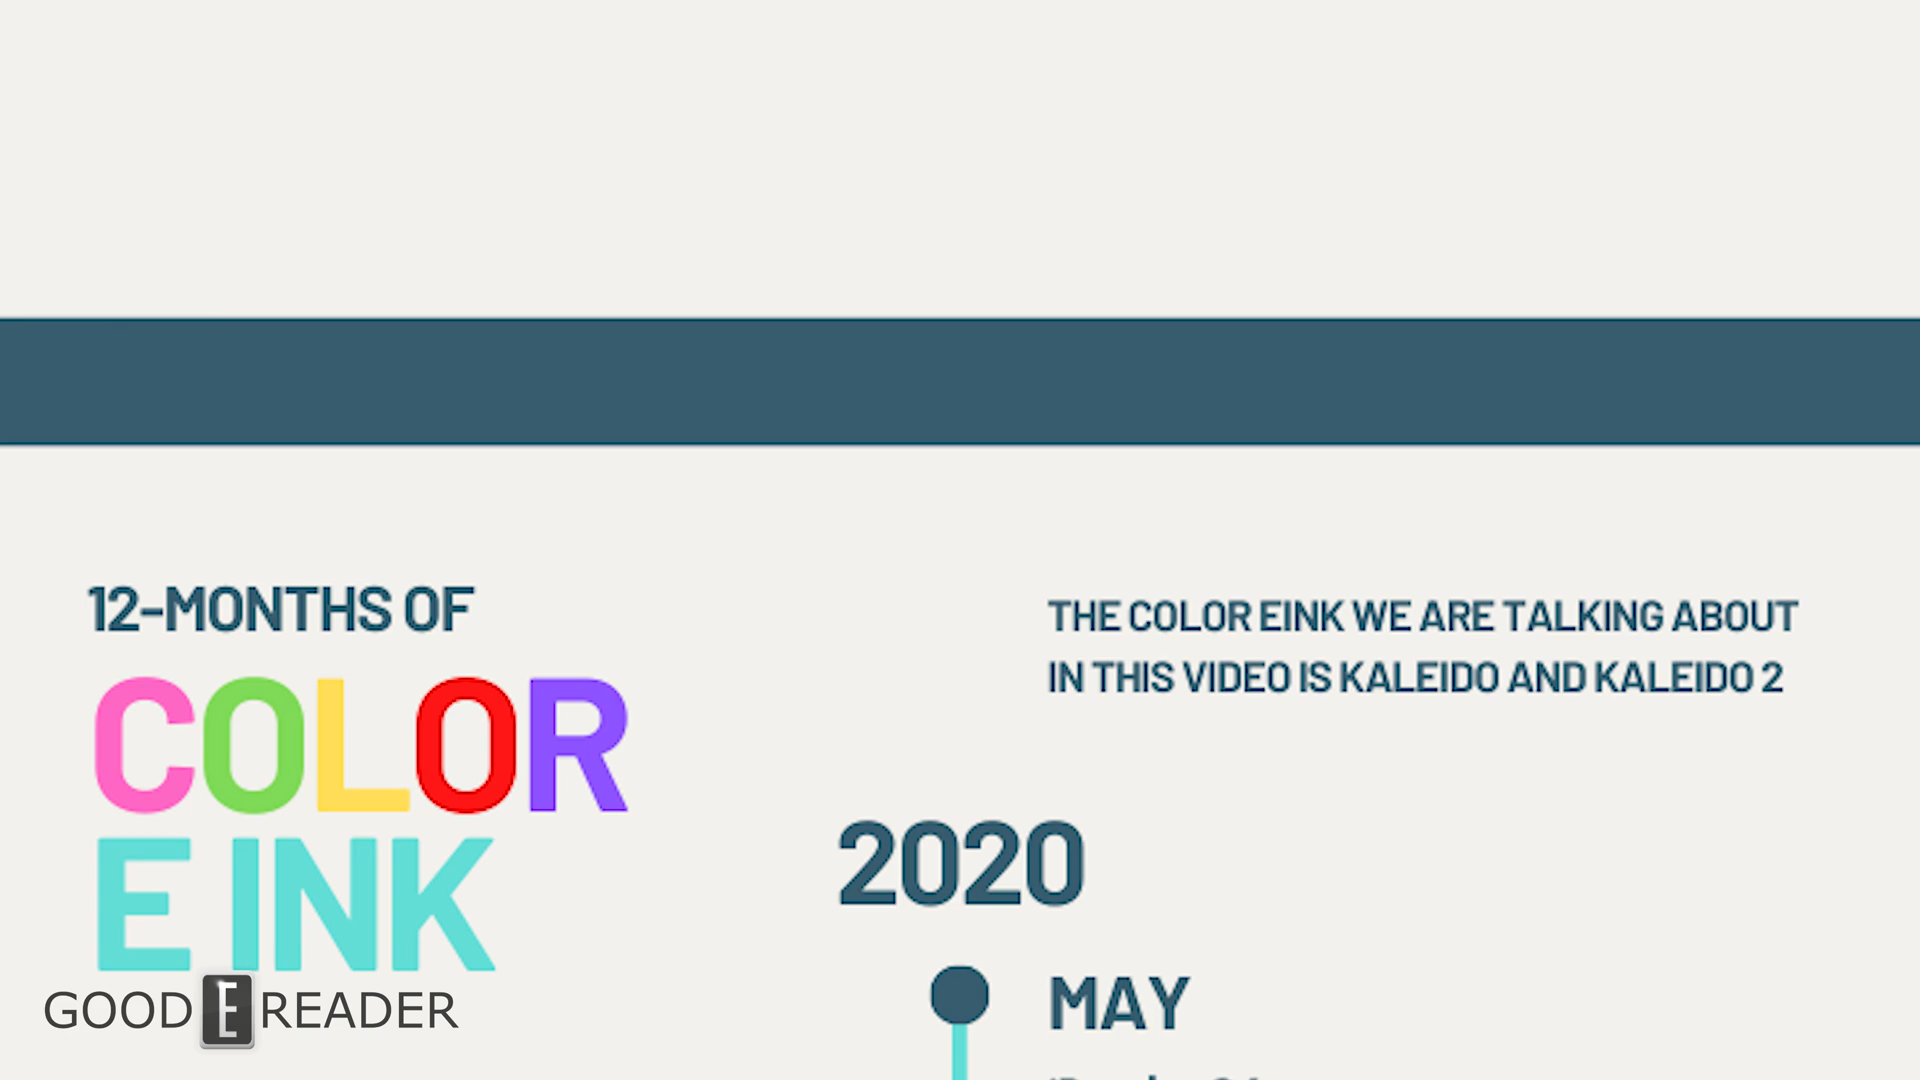 12-MONTHS OF
COLOR
E INK
THE COLOR EINK WE ARE TALKING ABOUT
IN THIS VIDEO IS KALEIDO AND KALEIDO 2
2020
MAY
GOOD E READER